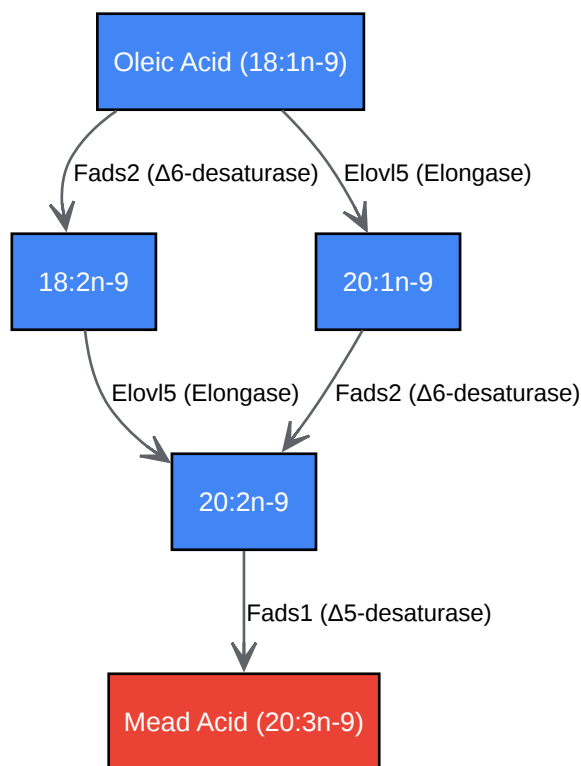 Oleic Acid (18:1n-9)
Fads2 (Δ6-desaturase)
Elovl5 (Elongase)
18:2n-9
20:1n-9
Elovl5 (Elongase)
Fads2 (Δ6-desaturase)
20:2n-9
Fads1 (Δ5-desaturase)
Mead Acid (20:3n-9)